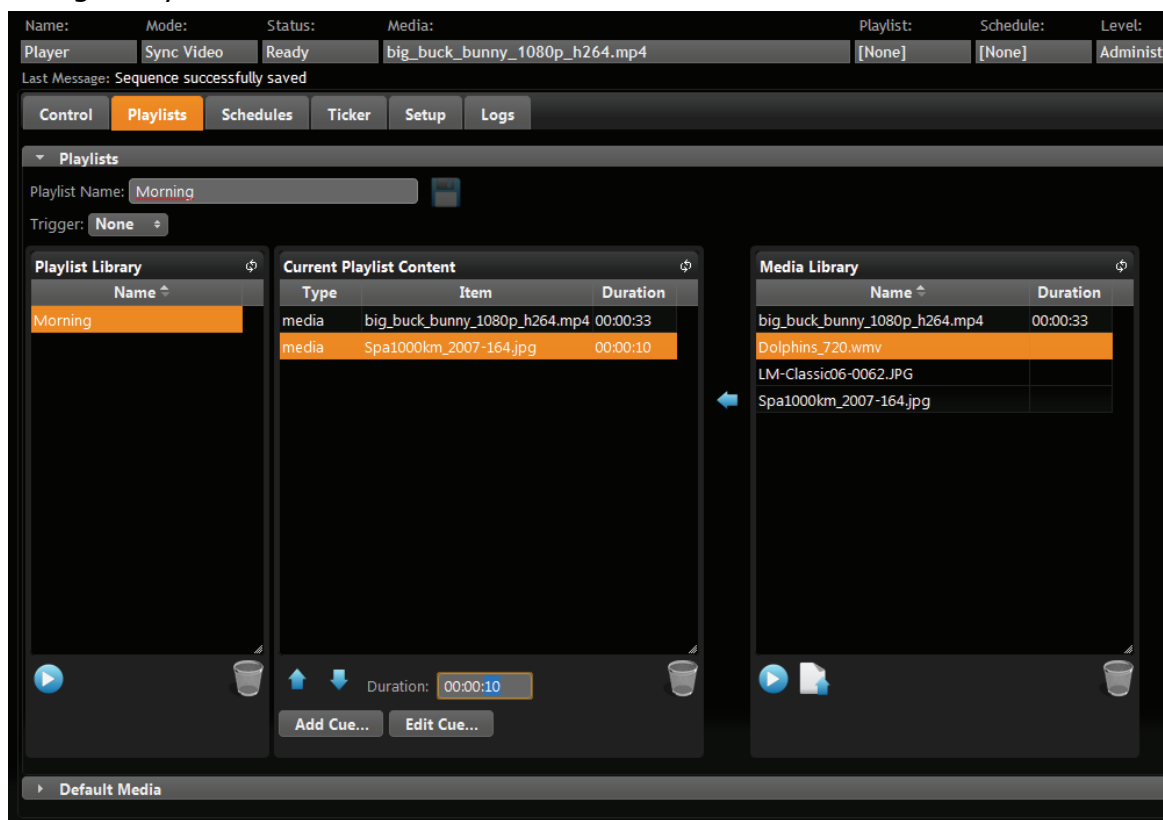 Name: Mode: Status: Media: Playlist: Schedule: Level:
Player Sync Video Ready big_buck_bunny_1080p_h264.mp4 [None] [None] Administ
Last Message: Sequence successfully saved
Control Playlists Schedules Ticker Setup Logs
Playlists
Playlist Name: Morning
Trigger: None
Playlist Library Current Playlist Content Media Library
Name Type Item Duration Name Duration
Morning media big_buck_bunny_1080p_h264.mp4 00:00:33 big_buck_bunny_1080p_h264.mp4 00:00:33
media Spa1000km_2007-164.jpg 00:00:10 Dolphins_720.wmv
LM-Classic06-0062.JPG
Spa1000km_2007-164.jpg
Duration: 00:00:10
Add Cue... Edit Cue...
Default Media